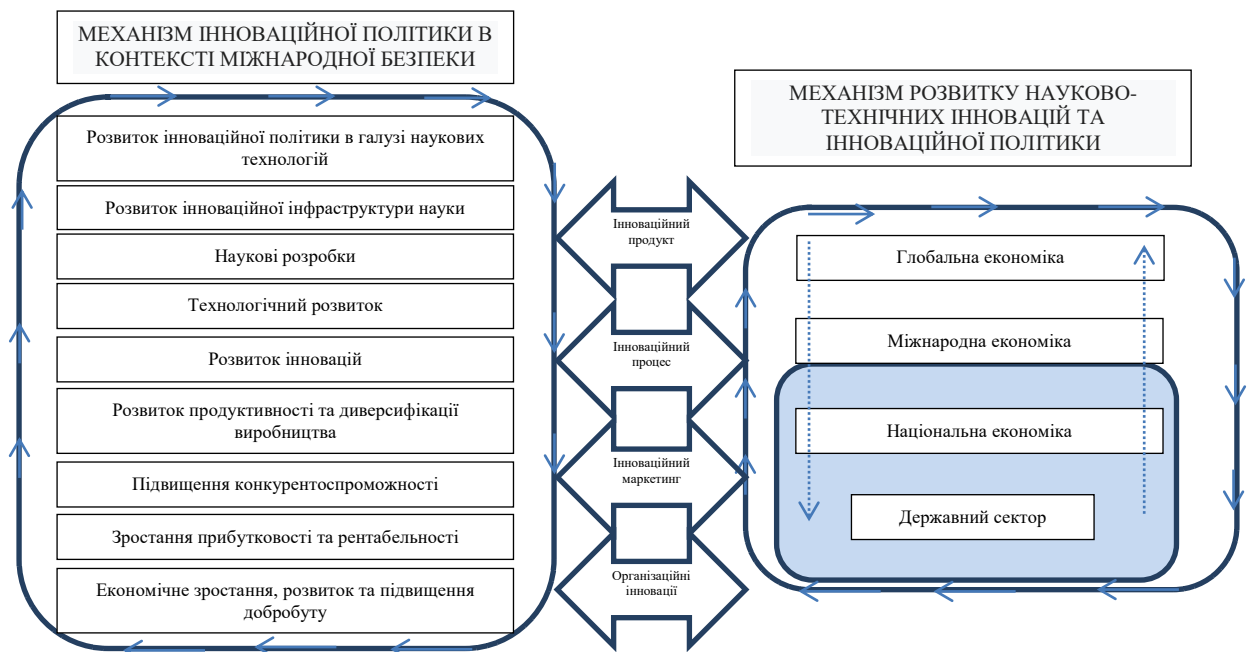 МЕХАНІЗМ ІННОВАЦІЙНОЇ ПОЛІТИКИ В
КОНТЕКСТІ МІЖНАРОДНОЇ БЕЗПЕКИ
Розвиток інноваційної політики в галузі наукових
технологій
Розвиток інноваційної інфраструктури науки
Наукові розробки
Технологічний розвиток
Розвиток інновацій
Розвиток продуктивності та диверсифікації
виробництва
Підвищення конкурентоспроможності
Зростання прибутковості та рентабельності
Економічне зростання, розвиток та підвищення
добробуту
Інноваційний
продукт
Інноваційний
процес
Інноваційний
маркетинг
Організаційні
інновації
МЕХАНІЗМ РОЗВИТКУ НАУКОВО-
ТЕХНІЧНИХ ІННОВАЦІЙ ТА
ІННОВАЦІЙНОЇ ПОЛІТИКИ
Глобальна економіка
Міжнародна економіка
Національна економіка
Державний сектор